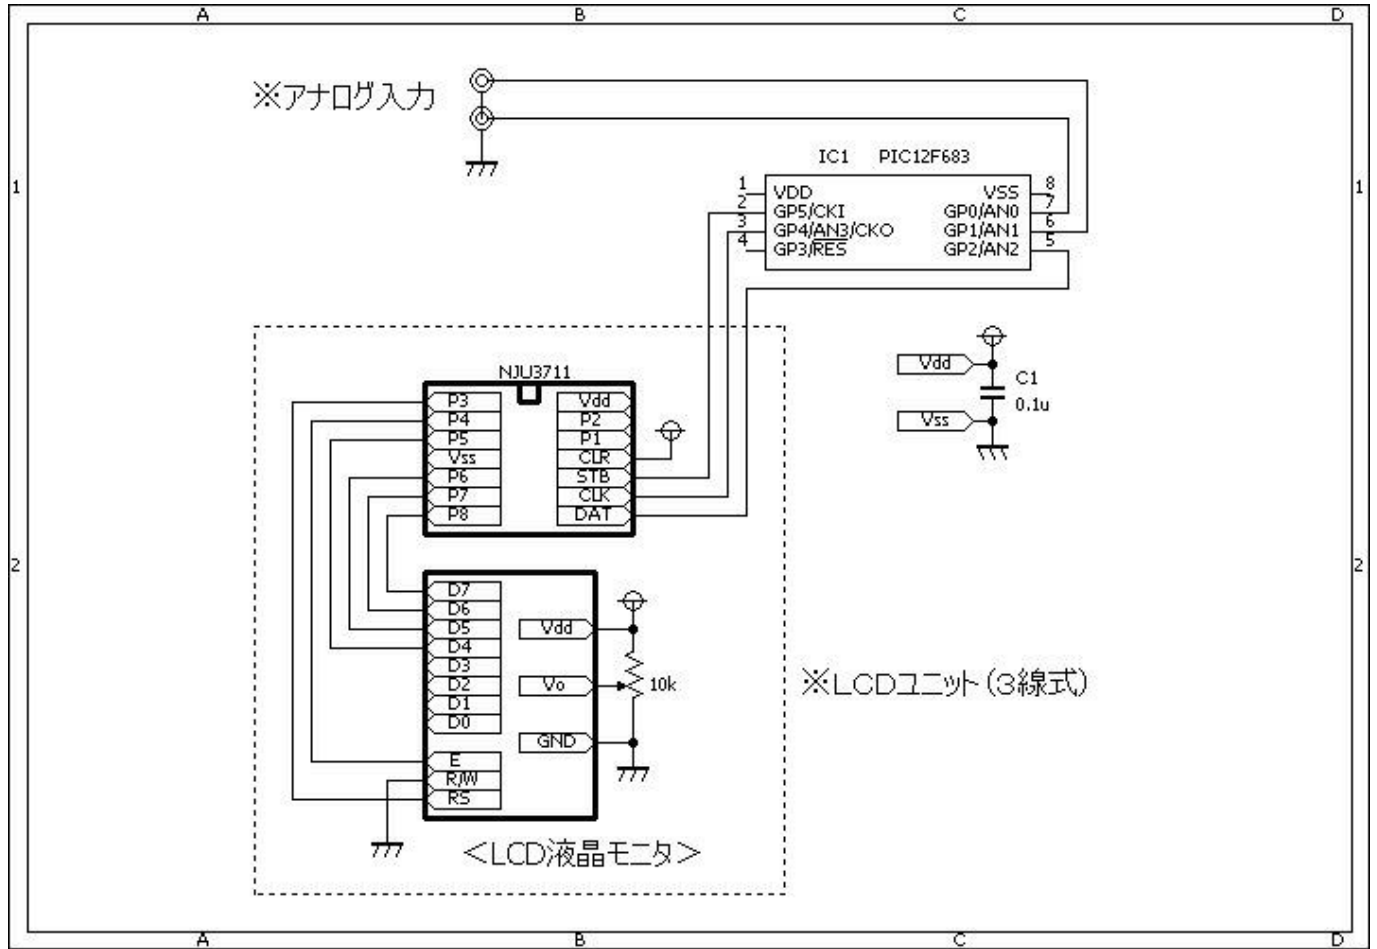 A B C D
※アナログ入力
IC1 PIC12F683
1 1
1 VDD VSS 8
2 GP5/CKI GP0/AN0 7
3 GP4/AN3/CKO GP1/AN1 6
4 GP3/RES GP2/AN2 5
Vdd
C1
0.1u
Vss
NJU3711
P3 Vdd
P4 P2
P5 P1
Vss CLR
P6 STB
P7 CLK
P8 DAT
2 2
D7
D6
D5 Vdd
D4
D3
D2 Vo 10k
D1
D0
GND
E
R/W
RS
※LCDユニット(3線式)
<LCD液晶モニタ>
A B C D